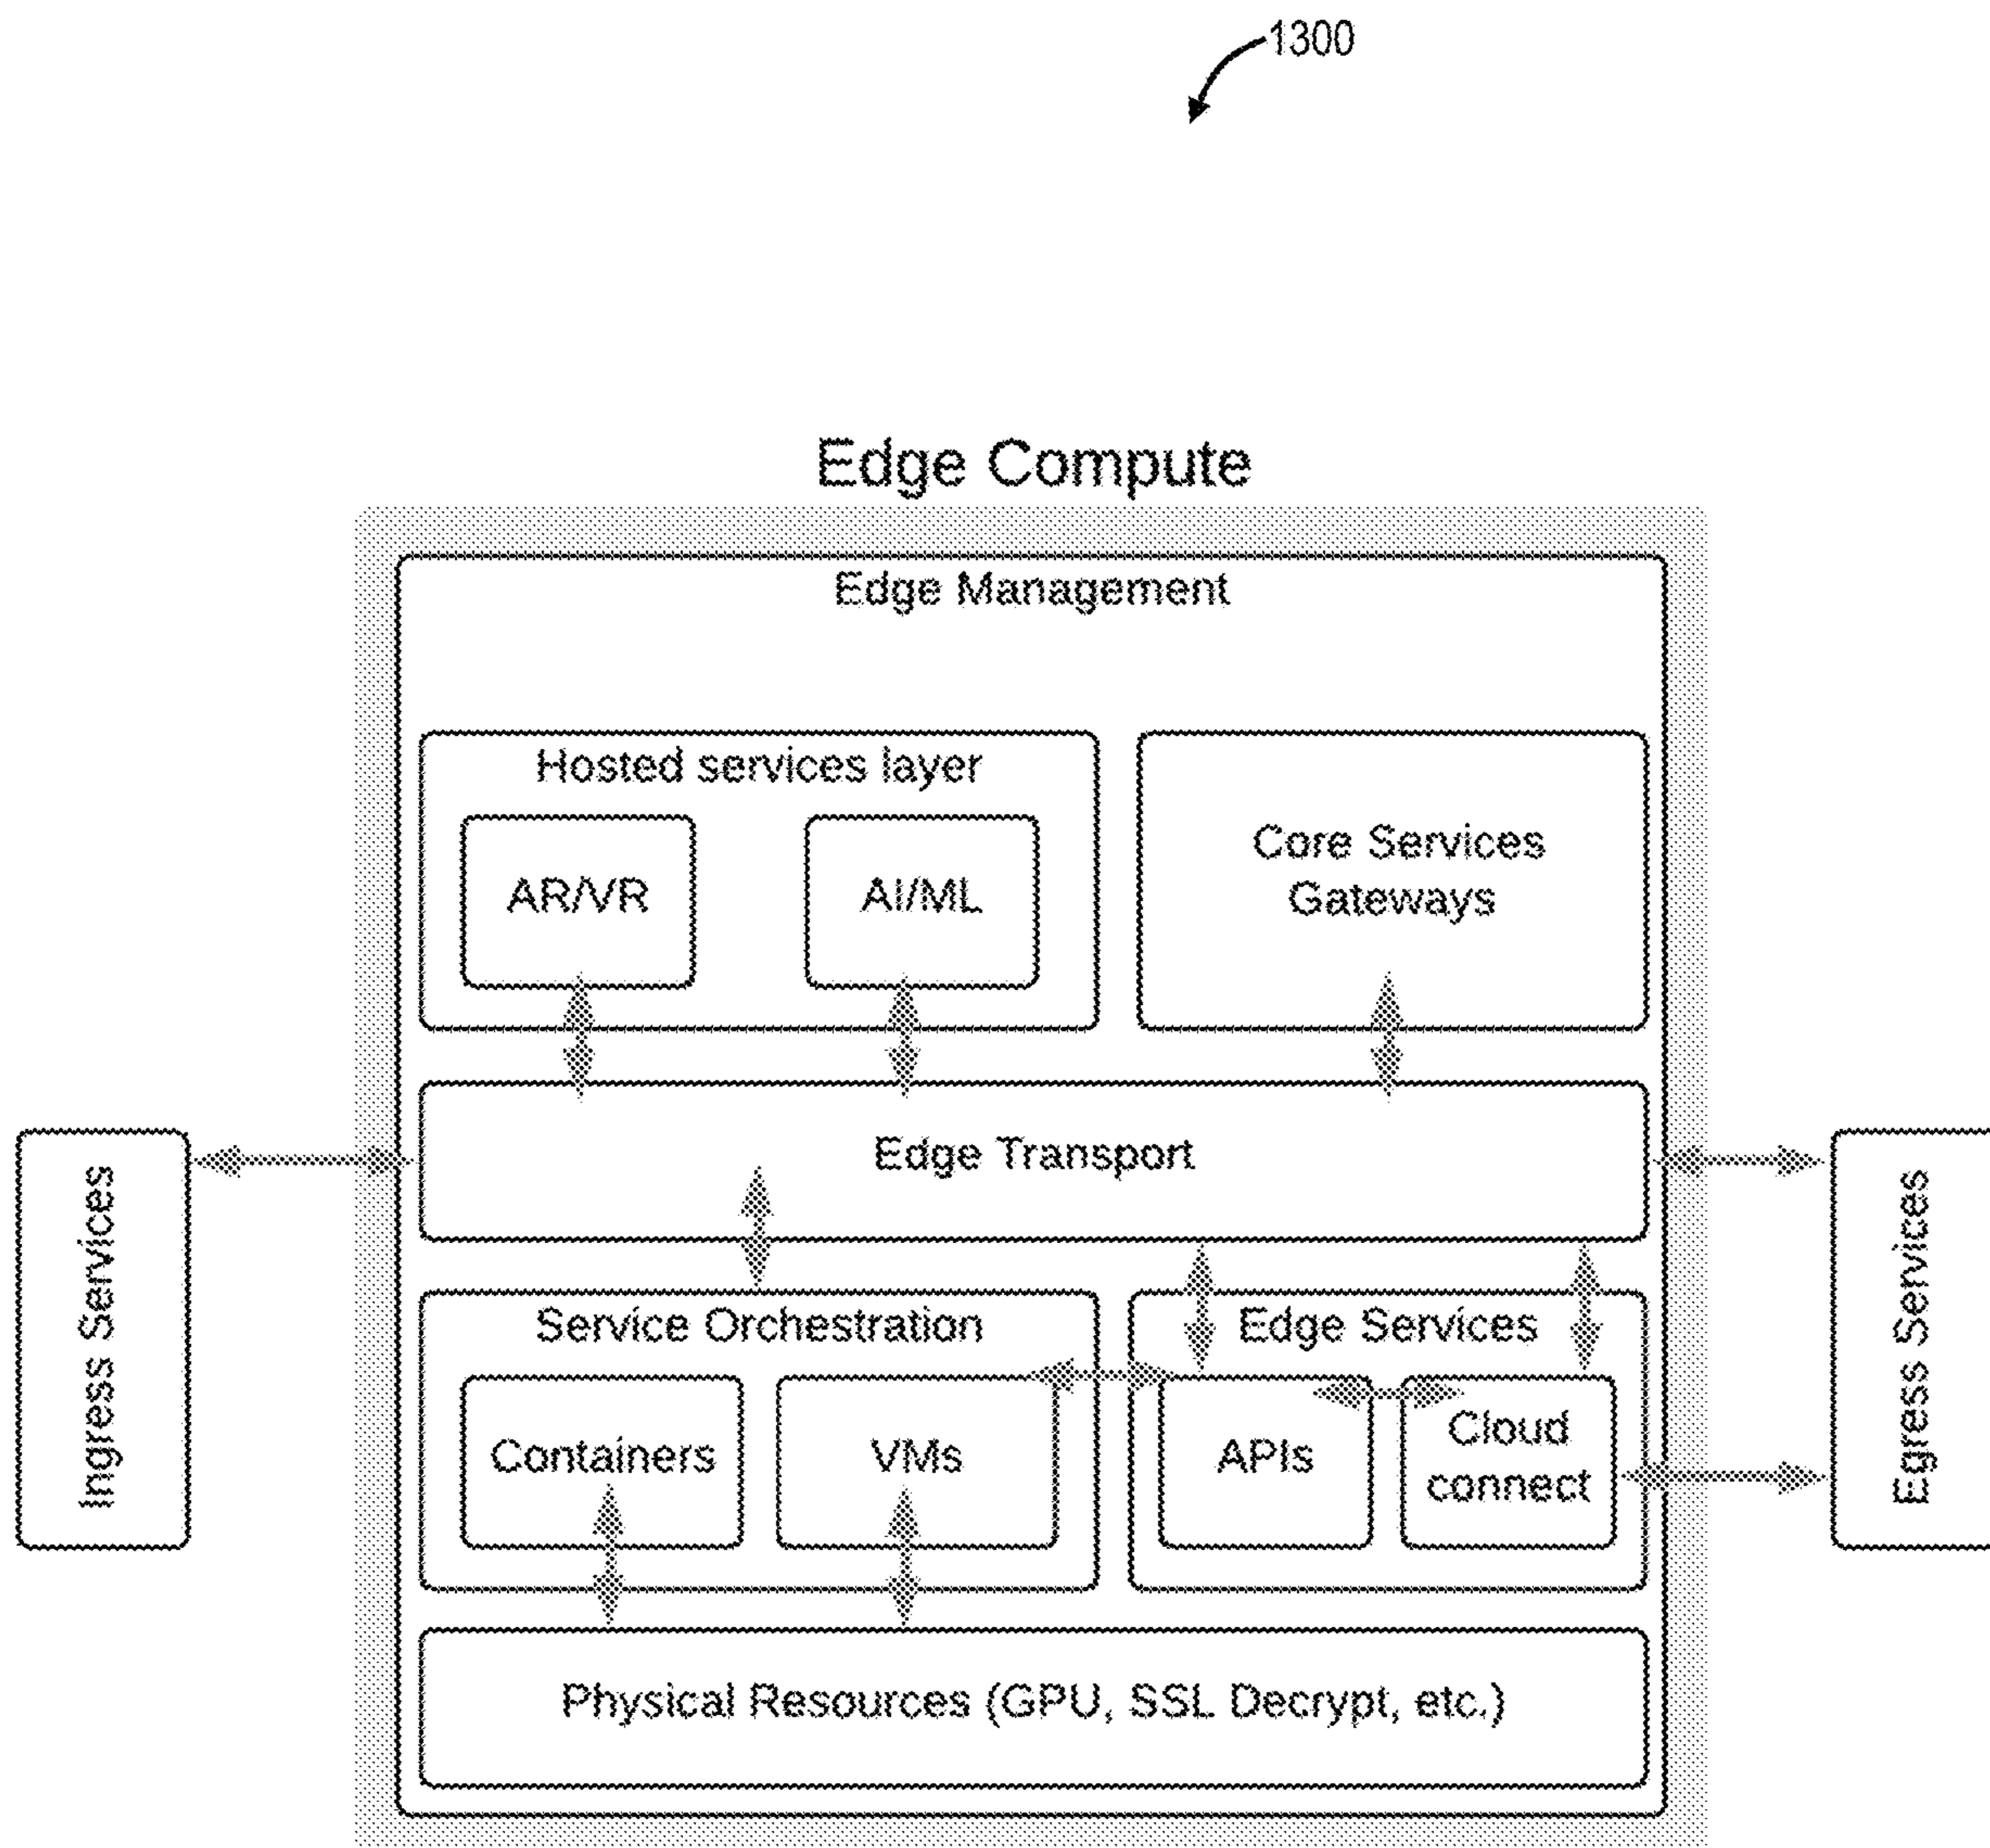 1300
Edge Compute
Edge Management
Hosted services layer
AR/VR
AI/ML
Core Services
Gateways
Edge Transport
Ingress Services
Egress Services
Service Orchestration
Containers
VMs
Edge Services
APIs
Cloud
connect
Physical Resources (GPU, SSL Decrypt, etc.)